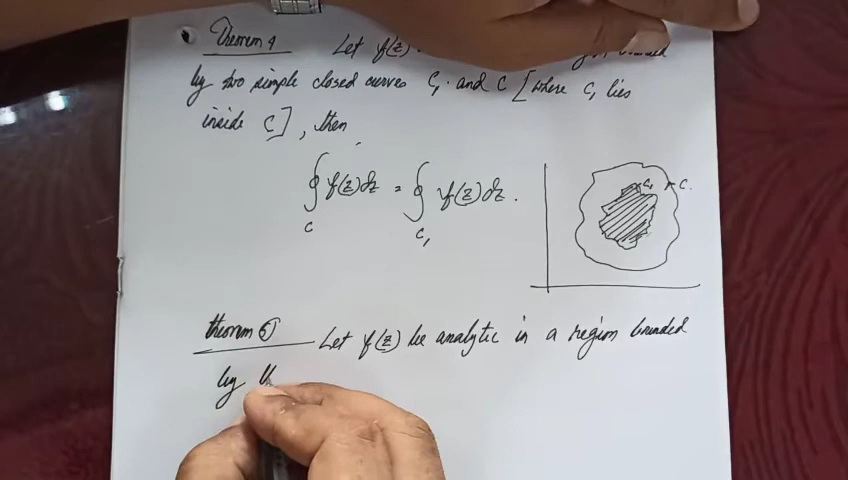 Theorem 4 Let f(z) bounded
by two simple closed curves C₁ and C [where C₁ lies
inside C], then
∮f(z)dz = ∮f(z)dz.
C C₁
C₁ C.
Theorem 5 Let f(z) be analytic in a region bounded
by